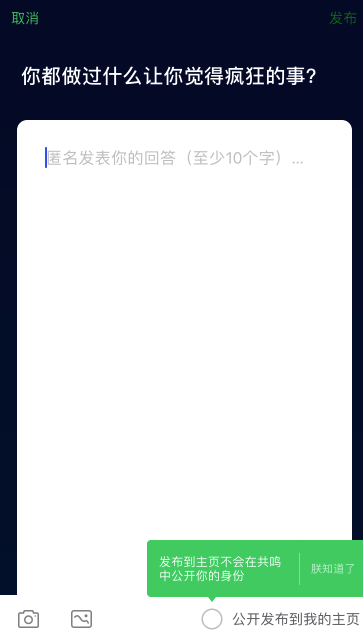 取消 发布
你都做过什么让你觉得疯狂的事?
匿名发表你的回答（至少10个字）...
发布到主页不会在共鸣
中公开你的身份
朕知道了
公开发布到我的主页